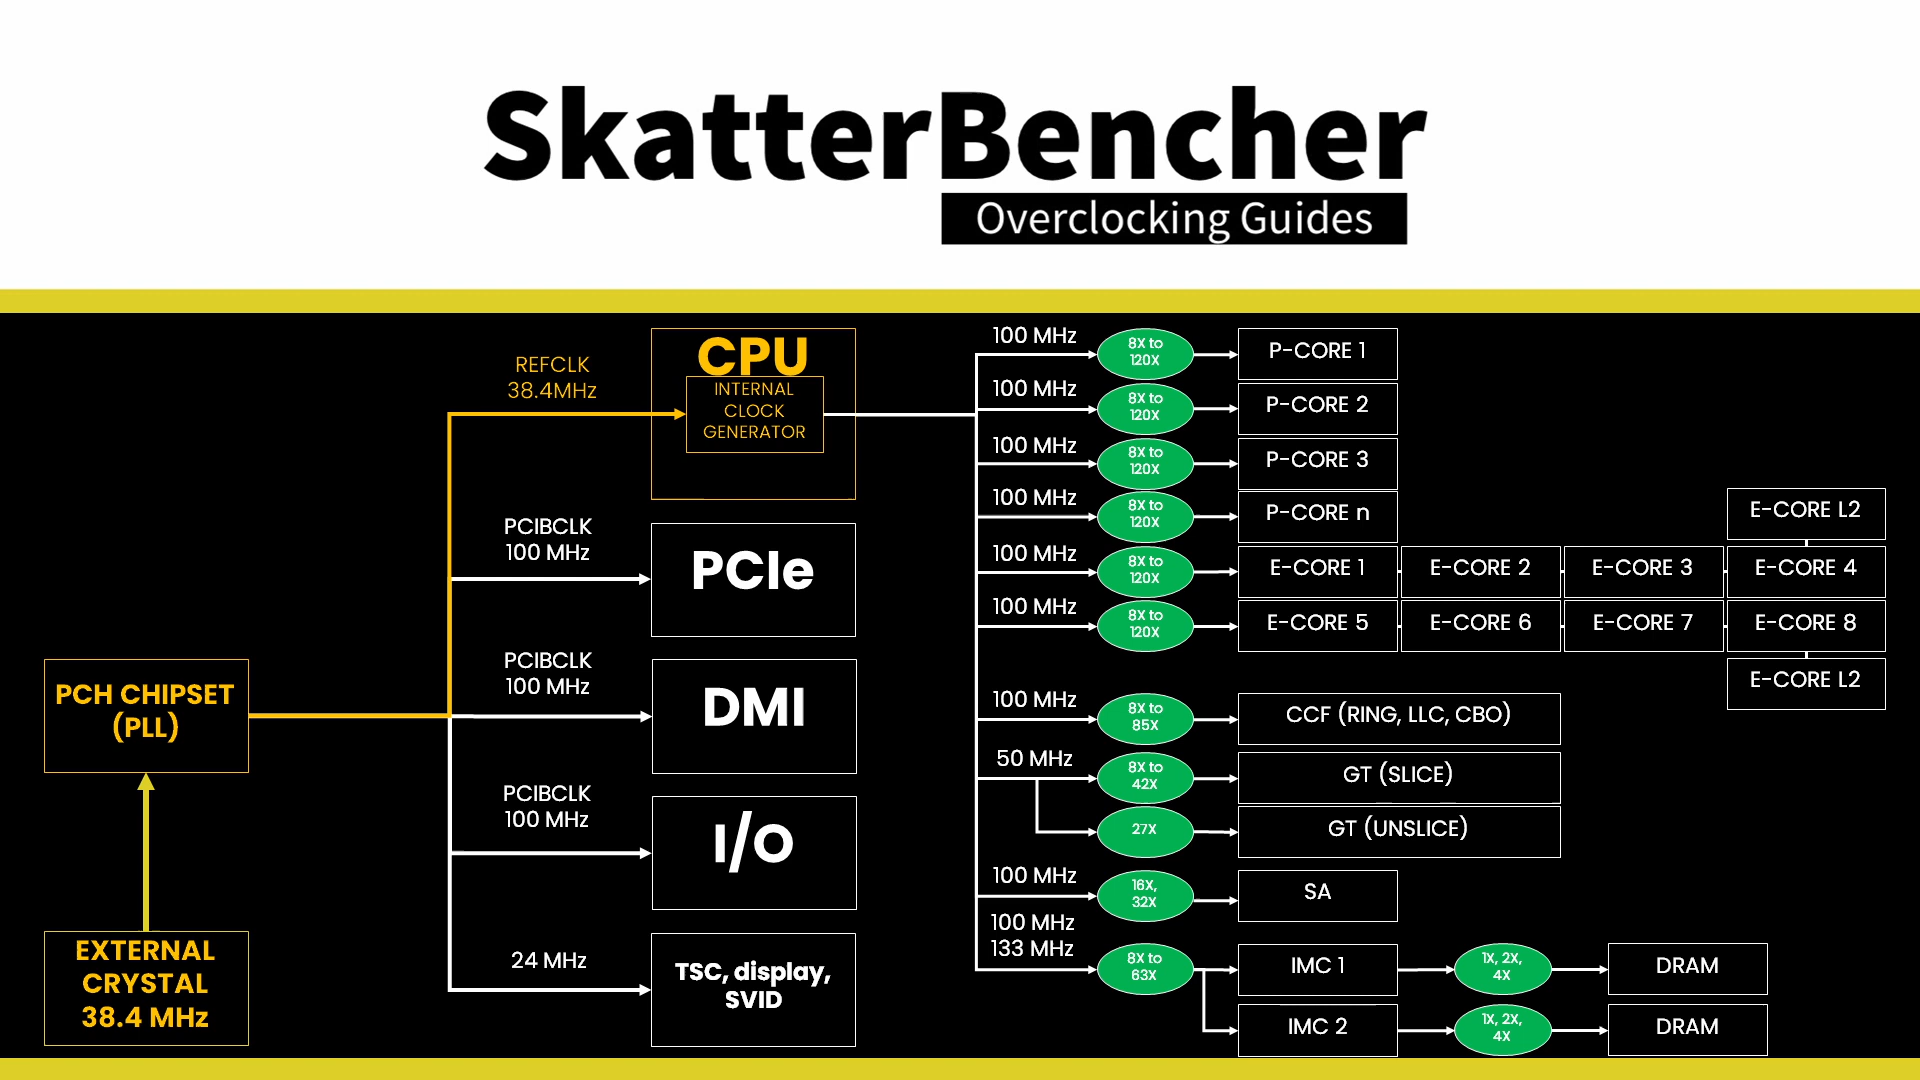 SkatterBencher
Overclocking Guides
EXTERNAL
CRYSTAL
38.4 MHz
PCH CHIPSET
(PLL)
REFCLK
38.4MHz
CPU
INTERNAL
CLOCK
GENERATOR
PCIBCLK
100 MHz
PCIe
PCIBCLK
100 MHz
DMI
PCIBCLK
100 MHz
I/O
24 MHz
TSC, display,
SVID
100 MHz
8X to
120X
P-CORE 1
100 MHz
8X to
120X
P-CORE 2
100 MHz
8X to
120X
P-CORE 3
100 MHz
8X to
120X
P-CORE n
E-CORE L2
100 MHz
8X to
120X
E-CORE 1
E-CORE 2
E-CORE 3
E-CORE 4
100 MHz
8X to
120X
E-CORE 5
E-CORE 6
E-CORE 7
E-CORE 8
E-CORE L2
100 MHz
8X to
85X
CCF (RING, LLC, CBO)
50 MHz
8X to
42X
GT (SLICE)
27X
GT (UNSLICE)
100 MHz
16X,
32X
SA
100 MHz
133 MHz
8X to
63X
IMC 1
1X, 2X,
4X
DRAM
IMC 2
1X, 2X,
4X
DRAM